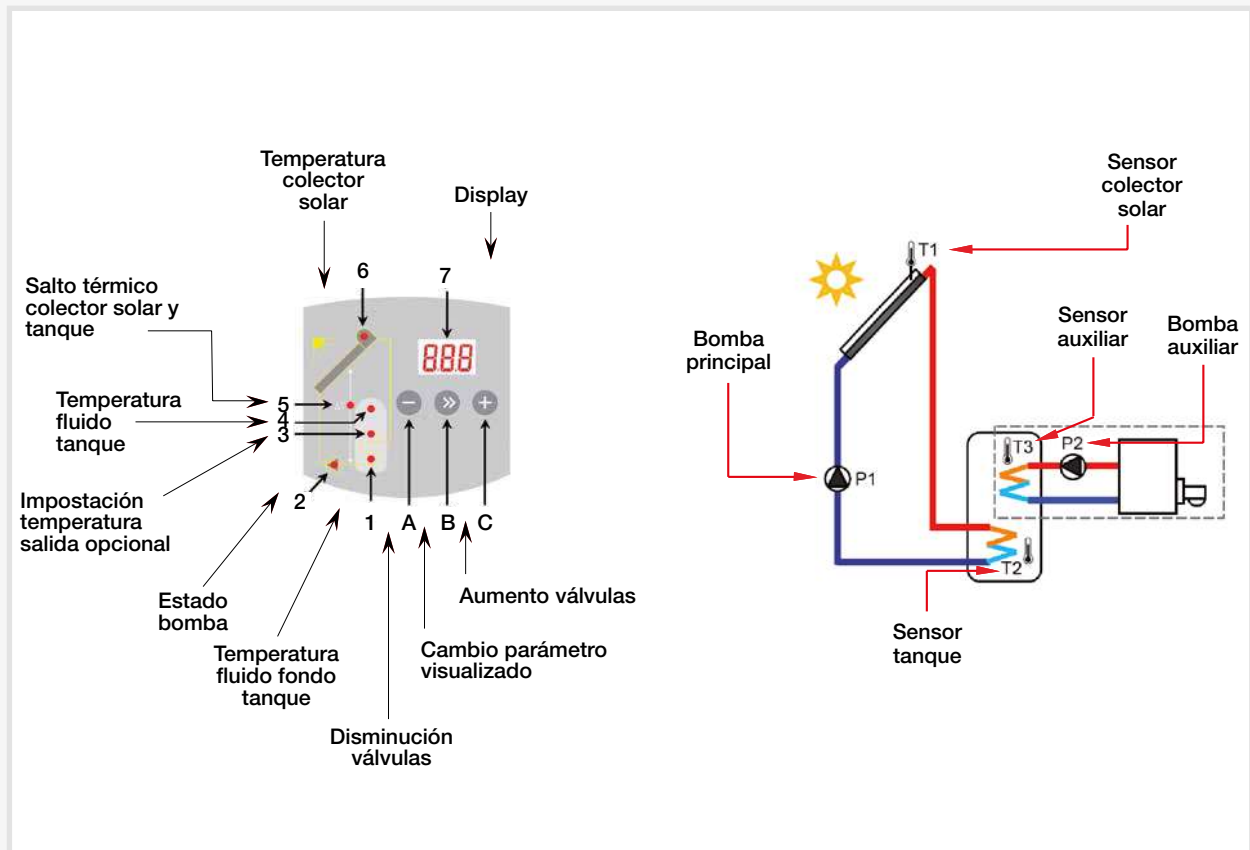 Temperatura
colector
solar
Display
6
7
Salto térmico
colector solar y
tanque
888
5
Temperatura
fluido
tanque
4
3
Impostación
temperatura
salida opcional
2
1
A
B
C
Estado
bomba
Temperatura
fluido fondo
tanque
Disminución
válvulas
Cambio parámetro
visualizado
Aumento válvulas
Sensor
colector
solar
T1
Bomba
principal
P1
Sensor
auxiliar
Bomba
auxiliar
T3
P2
T2
Sensor
tanque